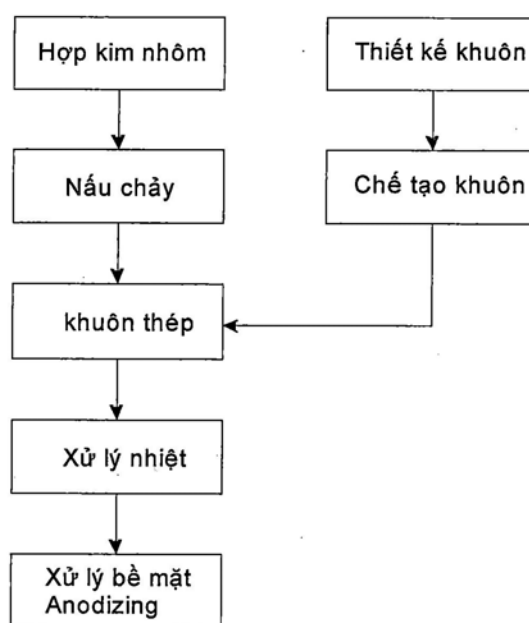 Hợp kim nhôm
Thiết kế khuôn
Nấu chảy
Chế tạo khuôn
khuôn thép
Xử lý nhiệt
Xử lý bề mặt
Anodizing